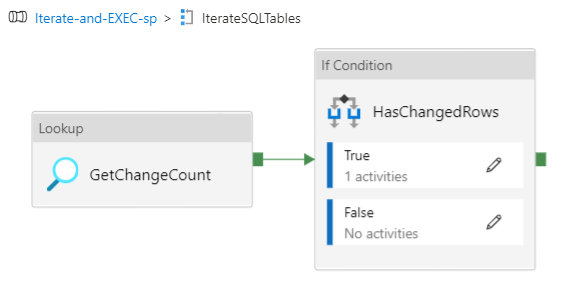 Iterate-and-EXEC-sp > IterateSQLTables
If Condition
HasChangedRows
Lookup
GetChangeCount
True
1 activities
False
No activities